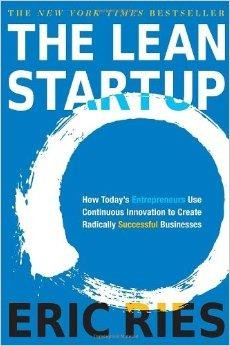 THE NEW YORK TIMES BESTSELLER
THE LEAN
STARTUP
How Today's Entrepreneurs Use
Continuous Innovation to Create
Radically Successful Businesses
ERIC RIES